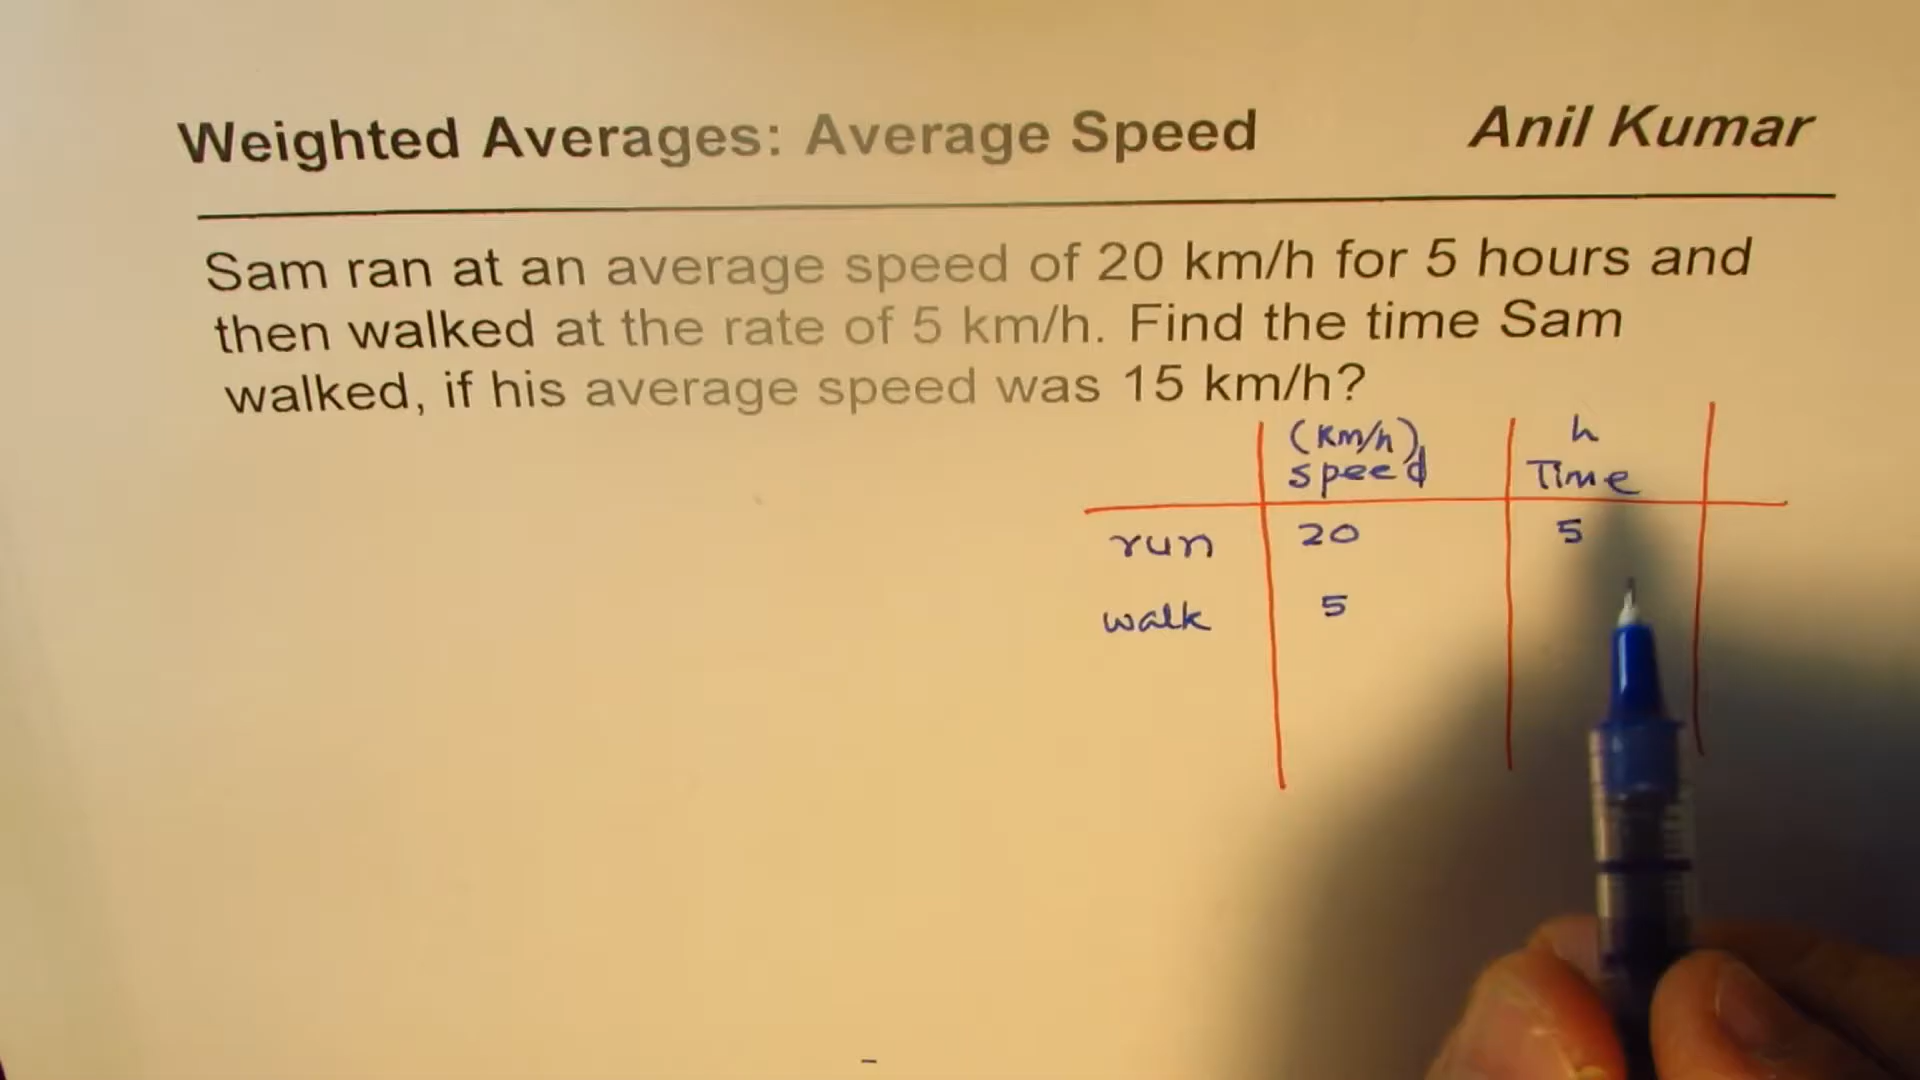 Weighted Averages: Average Speed Anil Kumar
Sam ran at an average speed of 20 km/h for 5 hours and
then walked at the rate of 5 km/h. Find the time Sam
walked, if his average speed was 15 km/h?
(km/h) h
speed Time
run 20 5
walk 5